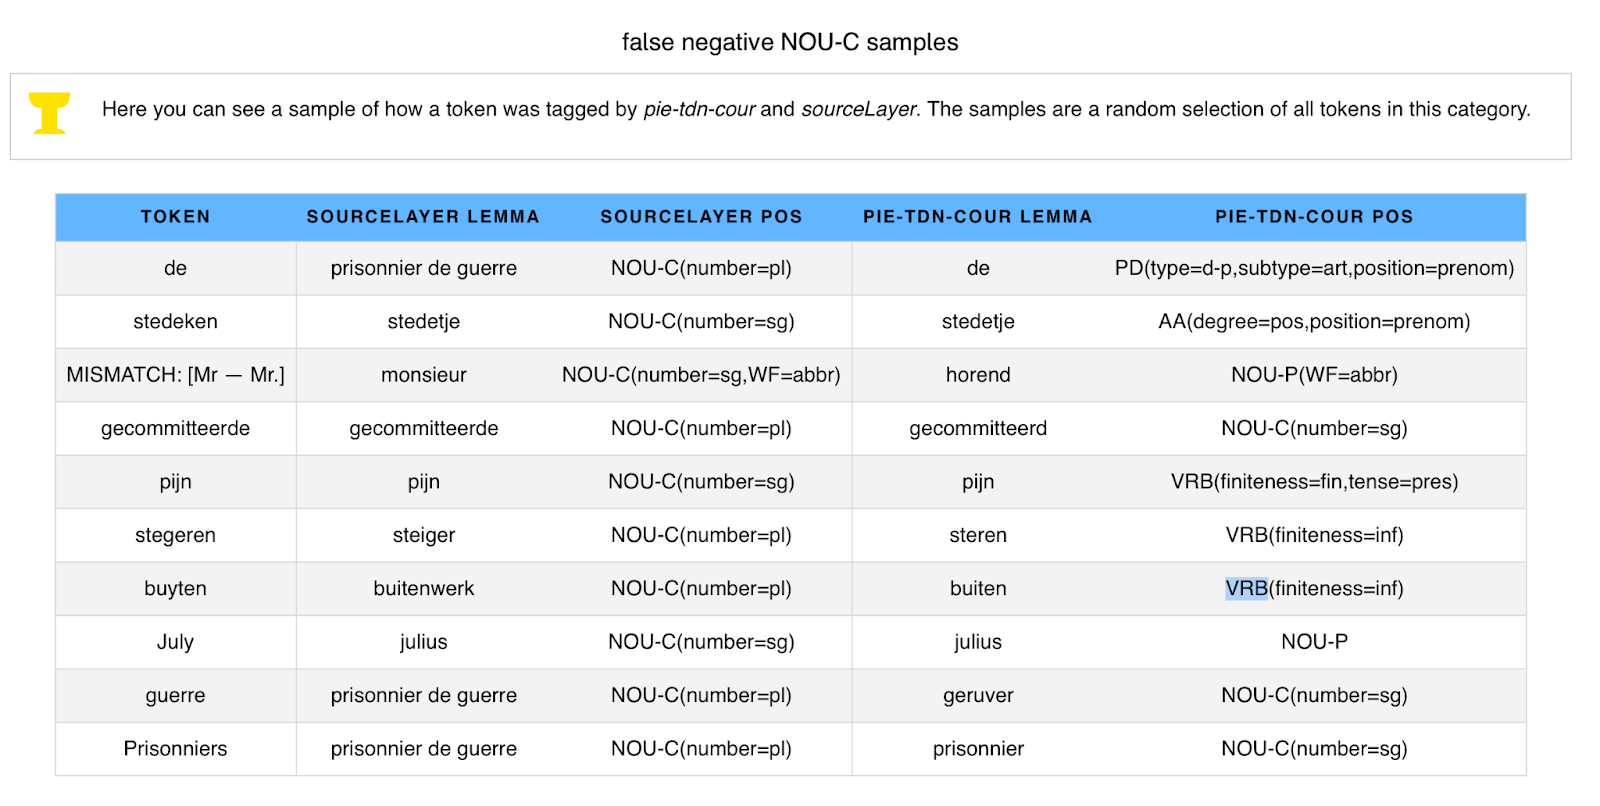 false negative NOU-C samples
Here you can see a sample of how a token was tagged by pie-tdn-cour and sourceLayer. The samples are a random selection of all tokens in this category.
TOKEN SOURCELAYER LEMMA SOURCELAYER POS PIE-TDN-COUR LEMMA PIE-TDN-COUR POS
de prisonnier de guerre NOU-C(number=pl) de PD(type=d-p,subtype=art,position=prenom)
stedeken stedetje NOU-C(number=sg) stedetje AA(degree=pos,position=prenom)
MISMATCH: [Mr — Mr.] monsieur NOU-C(number=sg,WF=abbr) horend NOU-P(WF=abbr)
gecommitteerde gecommitteerde NOU-C(number=pl) gecommitteerd NOU-C(number=sg)
pijn pijn NOU-C(number=sg) pijn VRB(finiteness=fin,tense=pres)
stegeren steiger NOU-C(number=pl) steren VRB(finiteness=inf)
buyten buitenwerk NOU-C(number=pl) buiten VRB(finiteness=inf)
July julius NOU-C(number=sg) julius NOU-P
guerre prisonnier de guerre NOU-C(number=pl) geruver NOU-C(number=sg)
Prisonniers prisonnier de guerre NOU-C(number=pl) prisonnier NOU-C(number=sg)